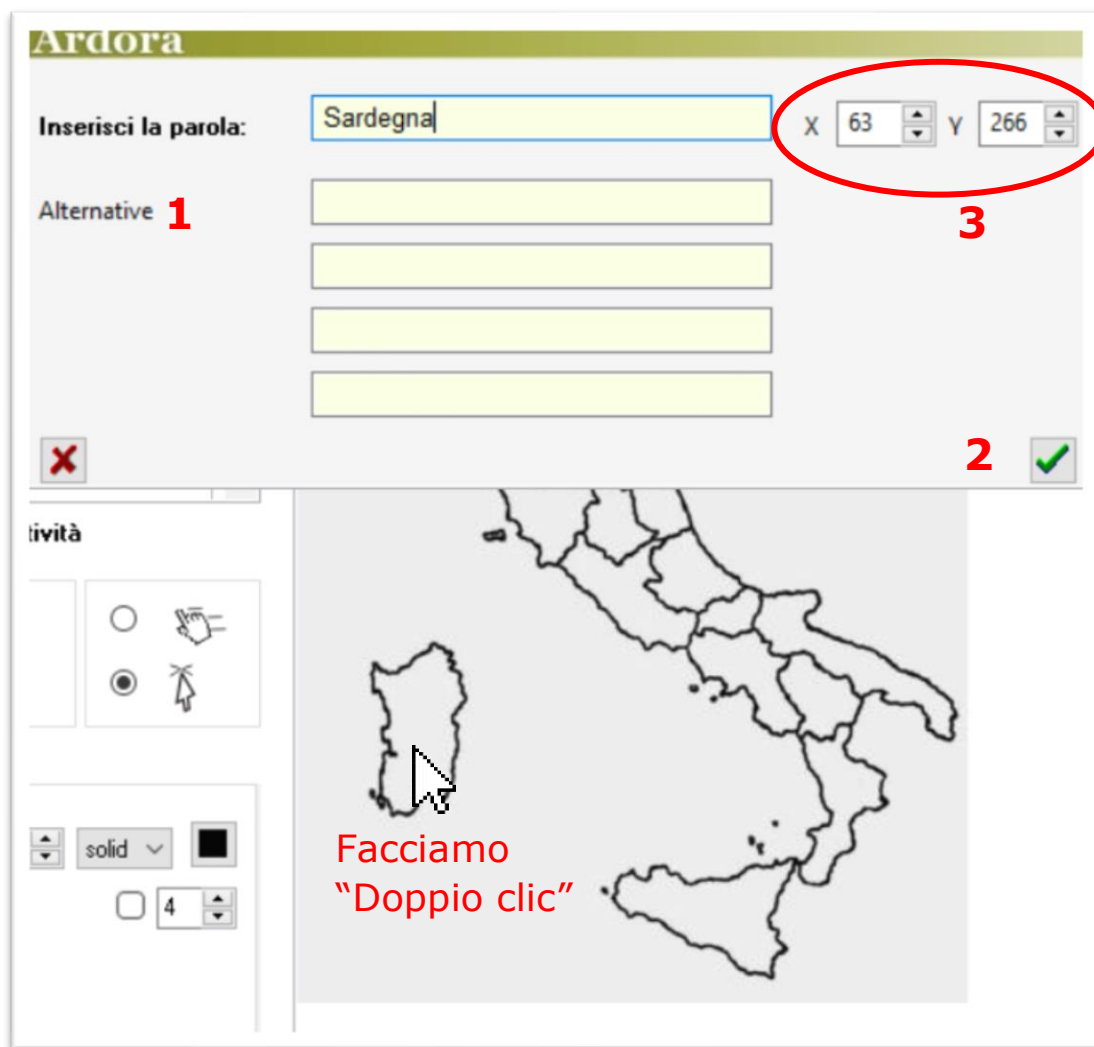 Ardora
Inserisci la parola: Sardegna X 63 Y 266
Alternative 1 3
2
tività
solid
4
Facciamo
“Doppio clic”